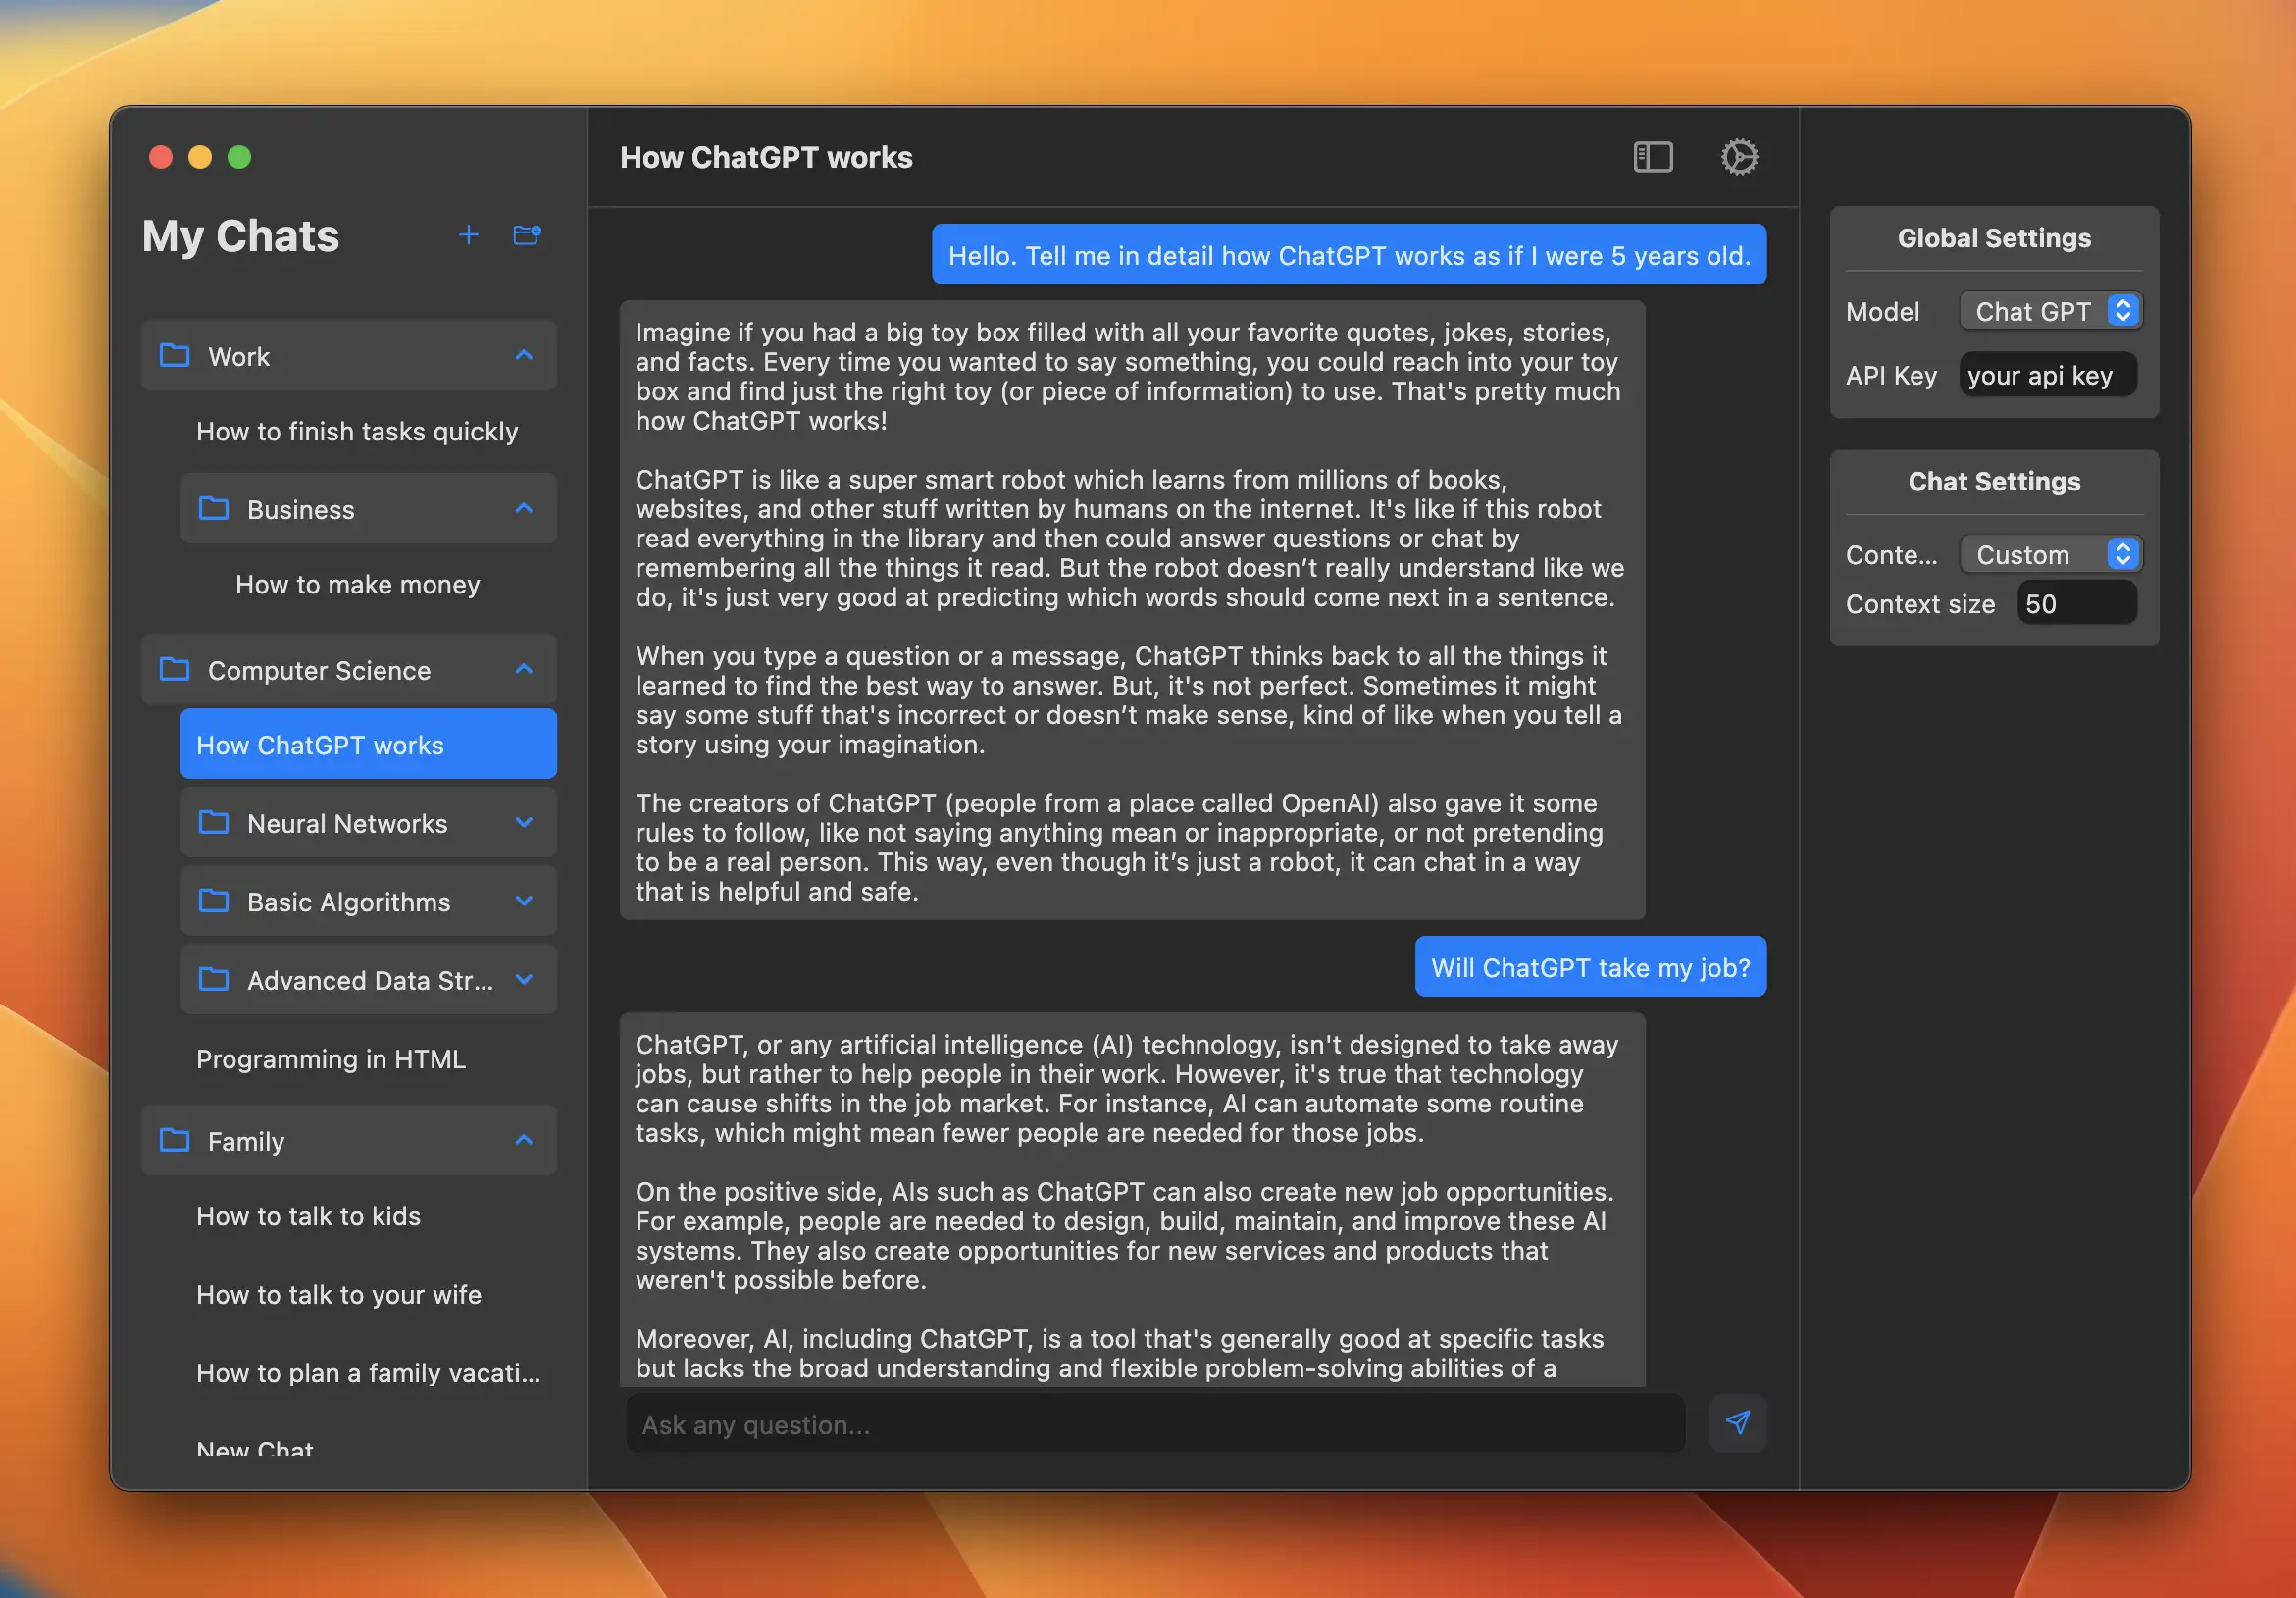 My Chats
Work
How to finish tasks quickly
Business
How to make money
Computer Science
How ChatGPT works
Neural Networks
Basic Algorithms
Advanced Data Str...
Programming in HTML
Family
How to talk to kids
How to talk to your wife
How to plan a family vacati...
New Chat
How ChatGPT works
Hello. Tell me in detail how ChatGPT works as if I were 5 years old.
Imagine if you had a big toy box filled with all your favorite quotes, jokes, stories,
and facts. Every time you wanted to say something, you could reach into your toy
box and find just the right toy (or piece of information) to use. That's pretty much
how ChatGPT works!
ChatGPT is like a super smart robot which learns from millions of books,
websites, and other stuff written by humans on the internet. It's like if this robot
read everything in the library and then could answer questions or chat by
remembering all the things it read. But the robot doesn’t really understand like we
do, it's just very good at predicting which words should come next in a sentence.
When you type a question or a message, ChatGPT thinks back to all the things it
learned to find the best way to answer. But, it's not perfect. Sometimes it might
say some stuff that's incorrect or doesn’t make sense, kind of like when you tell a
story using your imagination.
The creators of ChatGPT (people from a place called OpenAI) also gave it some
rules to follow, like not saying anything mean or inappropriate, or not pretending
to be a real person. This way, even though it’s just a robot, it can chat in a way
that is helpful and safe.
Will ChatGPT take my job?
ChatGPT, or any artificial intelligence (AI) technology, isn't designed to take away
jobs, but rather to help people in their work. However, it's true that technology
can cause shifts in the job market. For instance, AI can automate some routine
tasks, which might mean fewer people are needed for those jobs.
On the positive side, AIs such as ChatGPT can also create new job opportunities.
For example, people are needed to design, build, maintain, and improve these AI
systems. They also create opportunities for new services and products that
weren't possible before.
Moreover, AI, including ChatGPT, is a tool that's generally good at specific tasks
but lacks the broad understanding and flexible problem-solving abilities of a
Ask any question...
Global Settings
Model Chat GPT
API Key your api key
Chat Settings
Conte... Custom
Context size 50